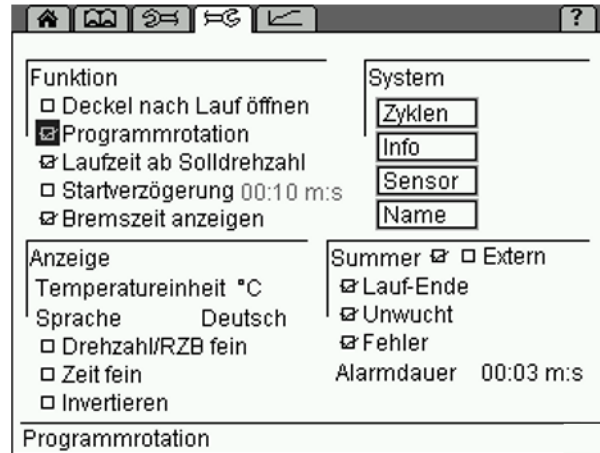 ?
Funktion
Deckel nach Lauf öffnen
Programmrotation
Laufzeit ab Solldrehzahl
Startverzögerung 00:10 m:s
Bremszeit anzeigen
System
Zyklen
Info
Sensor
Name
Anzeige
Temperatureinheit °C
Sprache Deutsch
Drehzahl/RZB fein
Zeit fein
Invertieren
Summer Extern
Lauf-Ende
Unwucht
Fehler
Alarmdauer 00:03 m:s
Programmrotation